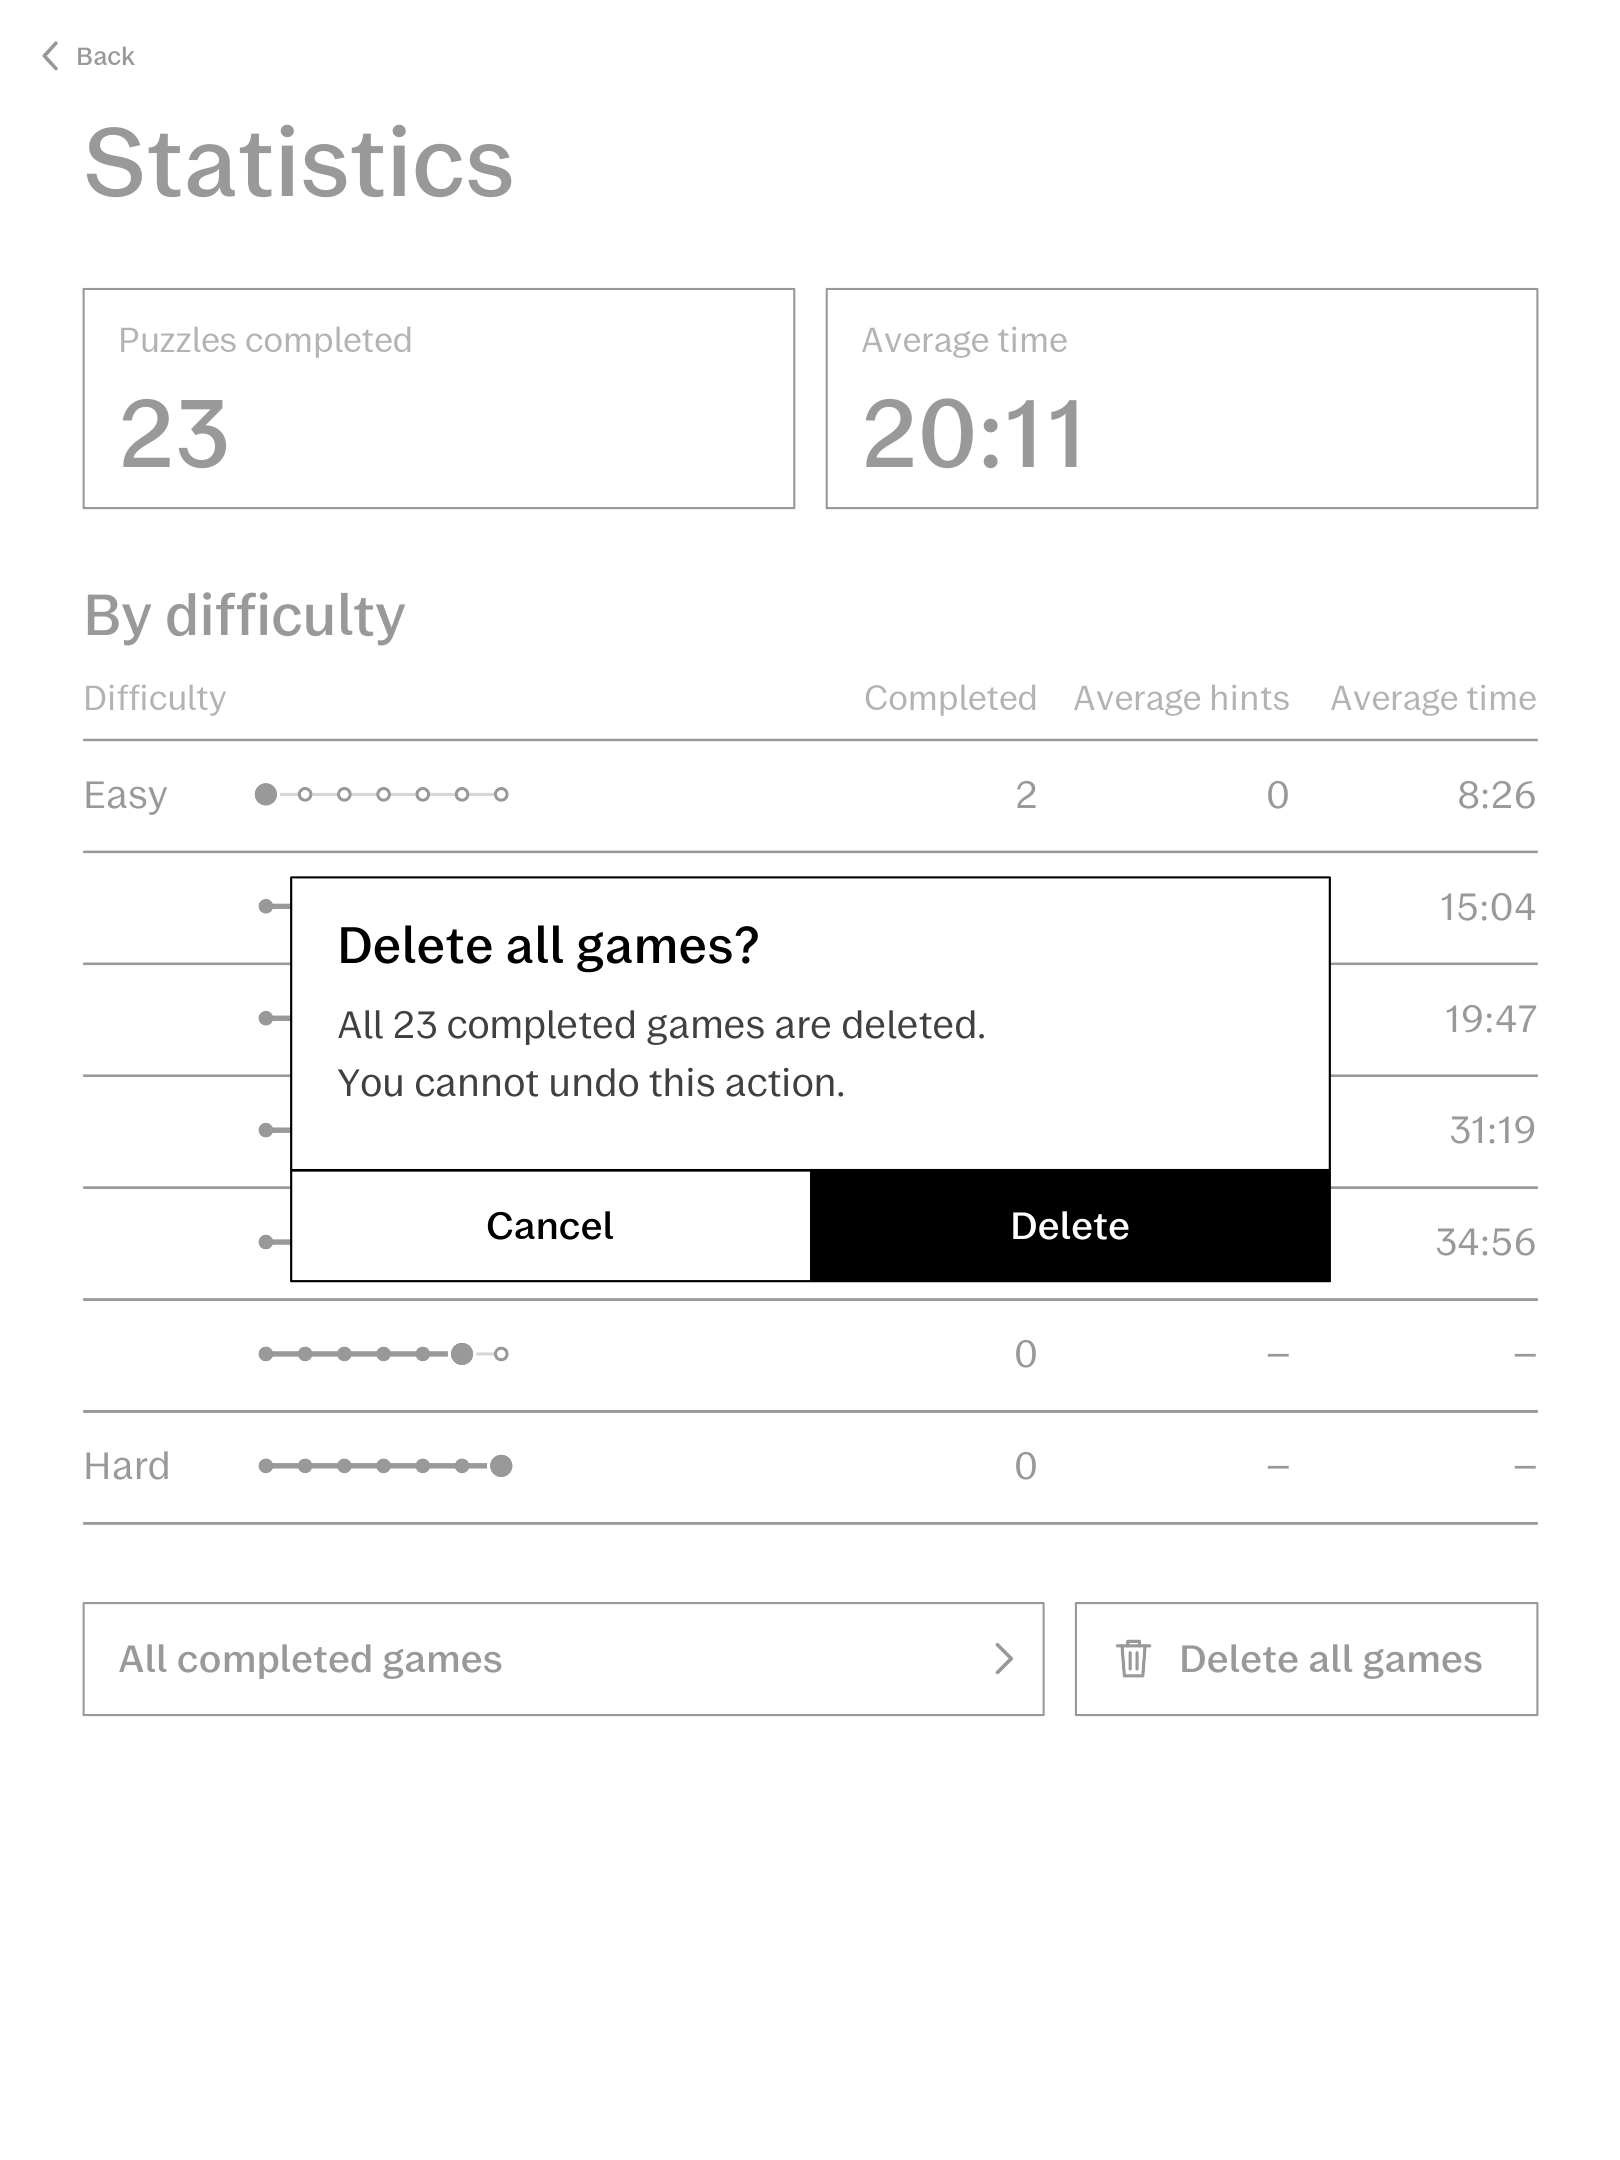 Back
Statistics
Puzzles completed
23
Average time
20:11
By difficulty
Difficulty Completed Average hints Average time
Easy 2 0 8:26
15:04
19:47
31:19
34:56
Delete all games?
All 23 completed games are deleted.
You cannot undo this action.
Cancel Delete
0 – –
Hard 0 – –
All completed games
Delete all games